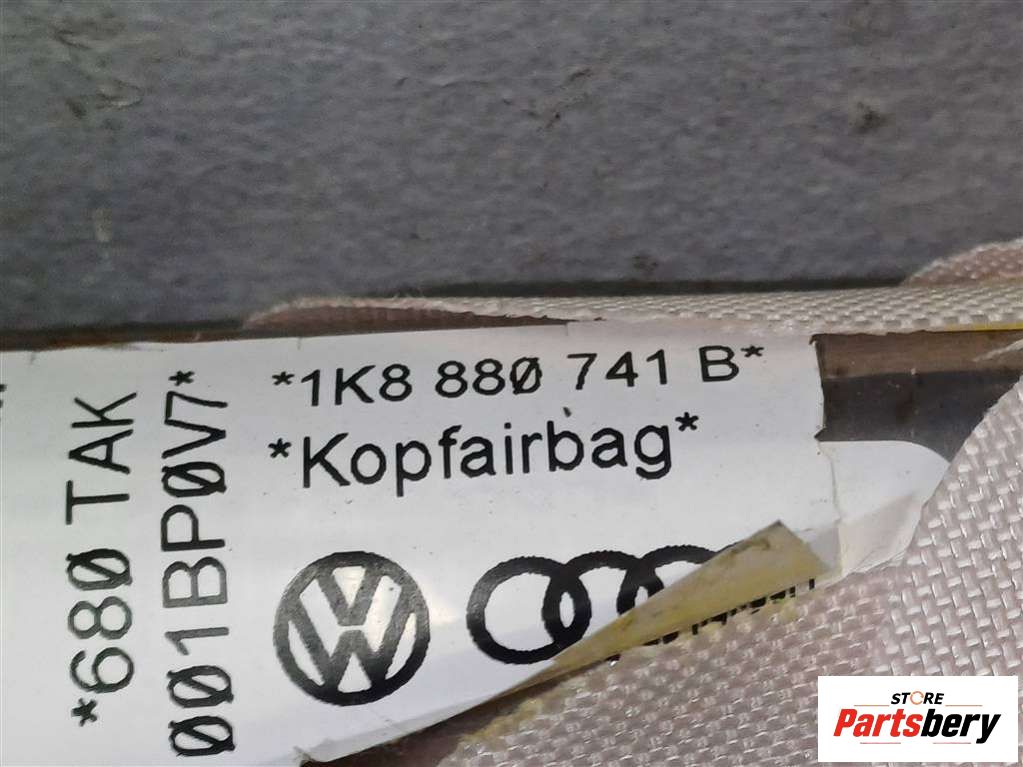 *1K8 880 741 B*
*Kopfairbag*
*680 TAK
001BP0V7*
STORE
Partsbery